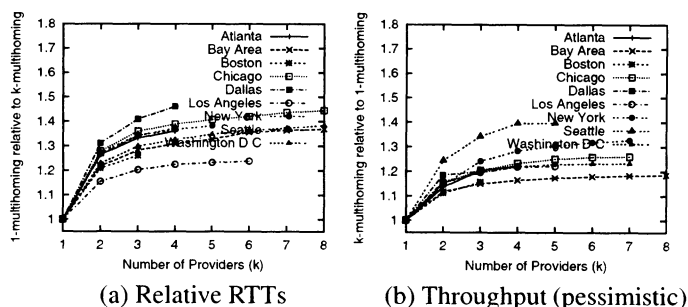 1-multihoming relative to k-multihoming
1.8
1.7
1.6
1.5
1.4
1.3
1.2
1.1
1
Atlanta
Bay Area
Boston
Chicago
Dallas
Los Angeles
New York
Seattle
Washington D C
1 2 3 4 5 6 7 8
Number of Providers (k)
(a) Relative RTTs
k-multihoming relative to 1-multihoming
1.8
1.7
1.6
1.5
1.4
1.3
1.2
1.1
1
Atlanta
Bay Area
Boston
Chicago
Dallas
Los Angeles
New York
Seattle
Washington D C
1 2 3 4 5 6 7 8
Number of Providers (k)
(b) Throughput (pessimistic)